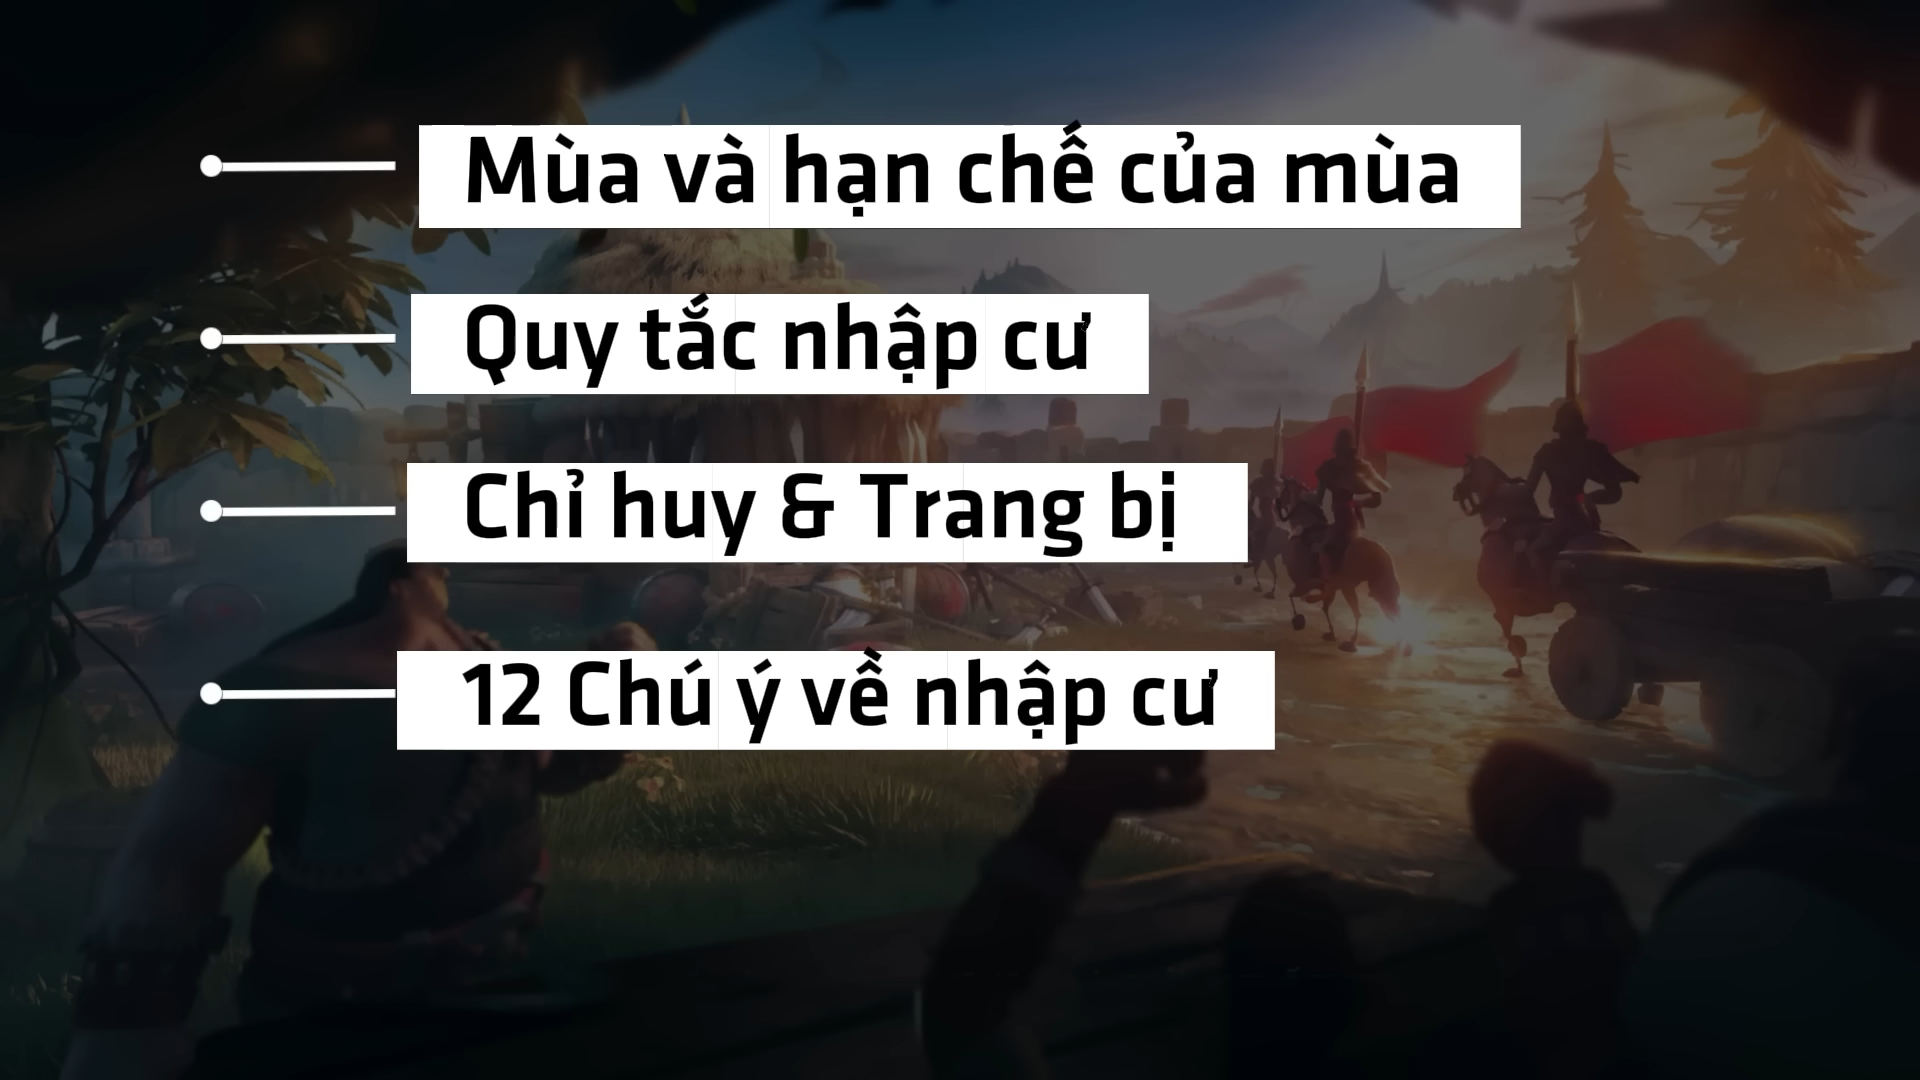 Mùa và hạn chế của mùa
Quy tắc nhập cư
Chỉ huy & Trang bị
12 Chú ý về nhập cư